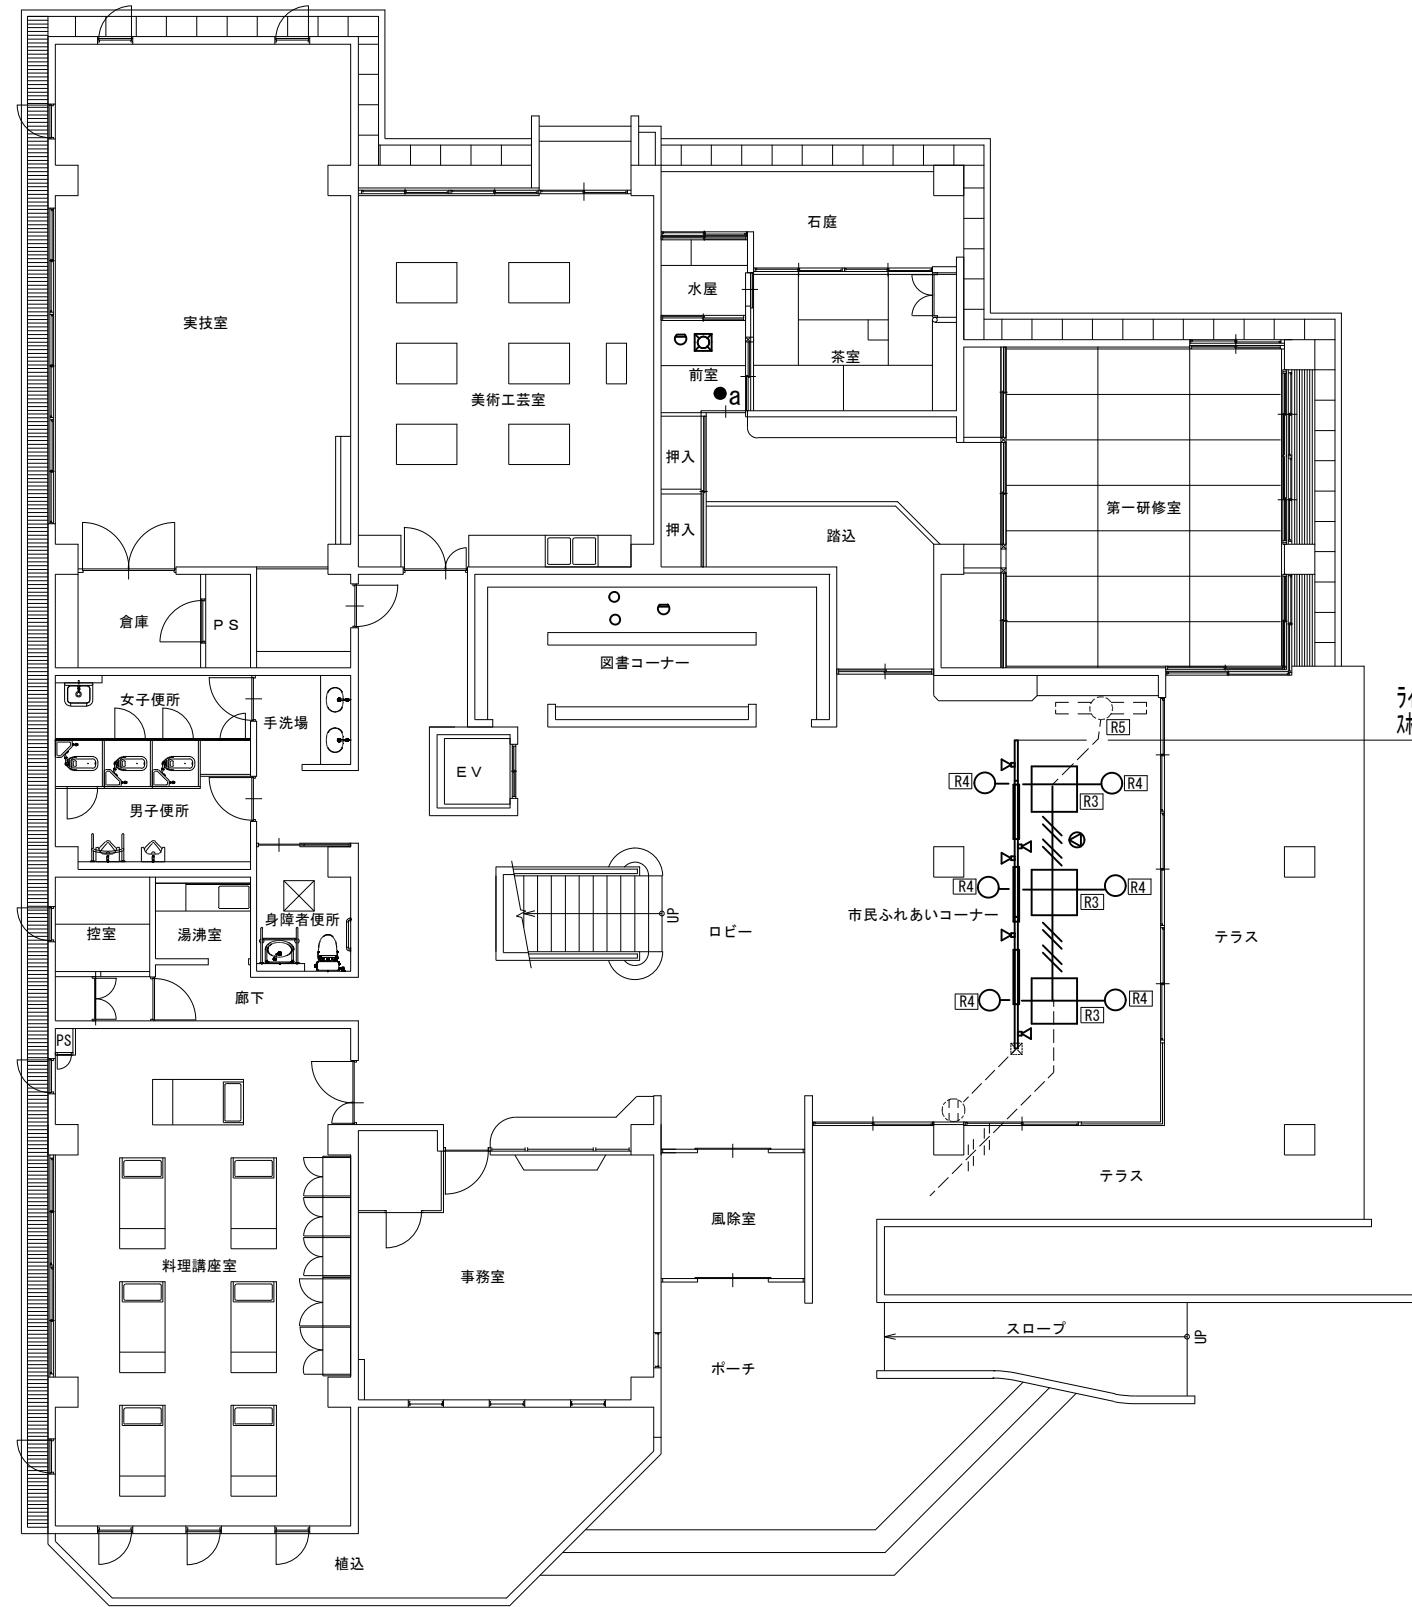 石庭
水屋
実技室
茶室
前室
a
美術工芸室
押入
第一研修室
押入
踏込
倉庫
PS
図書コーナー
女子便所
手洗場
R5
EV
R4
R4
R3
男子便所
R4
R4
R3
市民ふれあいコーナー
身障者便所
UP
ロビー
控室
湯沸室
テラス
廊下
R4
R4
R3
PS
テラス
風除室
料理講座室
事務室
スロープ
UP
ポーチ
植込